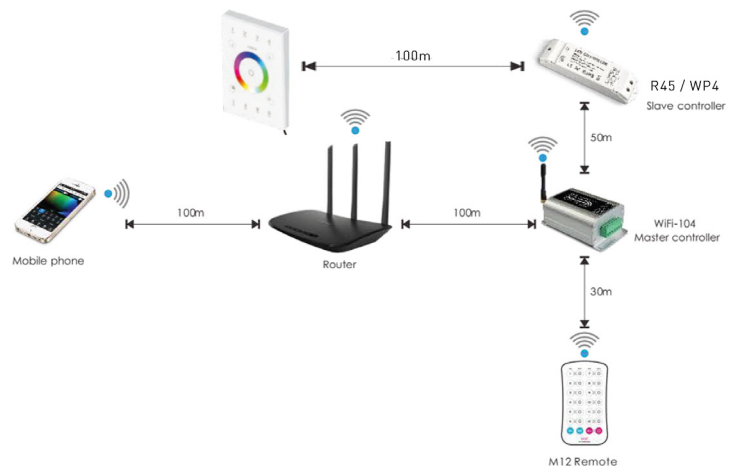 100m
R45 / WP4
Slave controller
50m
100m
100m
WiFi-104
Master controller
Mobile phone
Router
30m
M12 Remote